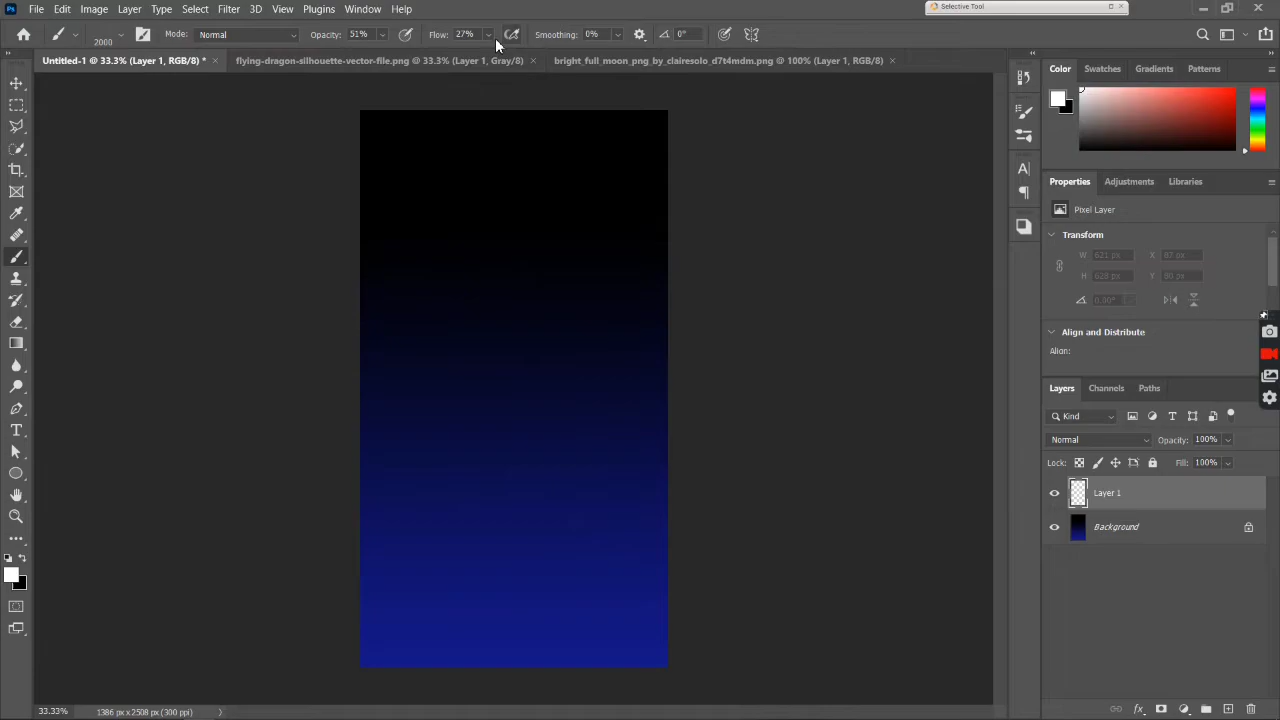 Selective Tool
Ps File Edit Image Layer Type Select Filter 3D View Plugins Window Help
2000 Mode: Normal Opacity: 51% Flow: 27% Smoothing: 0% 0°
Untitled-1 @ 33.3% (Layer 1, RGB/8) * × flying-dragon-silhouette-vector-file.png @ 33.3% (Layer 1, Gray/8) × bright_full_moon_png_by_clairesolo_d7t4mdm.png @ 100% (Layer 1, RGB/8) ×
Color Swatches Gradients Patterns
Properties Adjustments Libraries
Pixel Layer
Transform
W 621 px X 87 px
H 628 px Y 80 px
0.00°
Align and Distribute
Align:
Layers Channels Paths
Kind
Normal Opacity: 100%
Lock: Fill: 100%
Layer 1
Background
33.33% 1386 px x 2508 px (300 ppi)